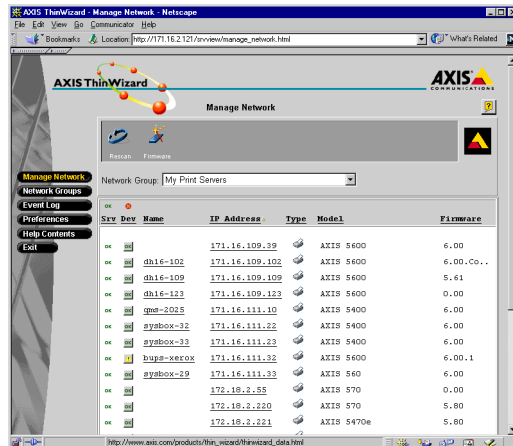 AXIS ThinWizard - Manage Network - Netscape
File Edit View Go Communicator Help
Bookmarks Location: http://171.16.2.121/srvview/manage_network.html What's Related
AXIS ThinWizard
AXIS
COMMUNICATIONS
Manage Network
?
Rescan Firmware
Manage Network
Network Groups
Event Log
Preferences
Help Contents
Exit
Network Group: My Print Servers
OK
Srv Dev Name IP Address Type Model Firmware
OK OK 171.16.109.39 AXIS 5600 6.00
OK OK dh16-102 171.16.109.102 AXIS 5600 6.00.Co..
OK OK dh16-109 171.16.109.109 AXIS 5600 5.61
OK OK dh16-123 171.16.109.123 AXIS 5600 0.00
OK OK qms-2025 171.16.111.10 AXIS 5400 6.00
OK OK sysbox-32 171.16.111.22 AXIS 5400 6.00
OK OK sysbox-33 171.16.111.23 AXIS 5400 6.00
OK ! bups-xerox 171.16.111.32 AXIS 5600 6.00.1
OK OK sysbox-29 171.16.111.33 AXIS 560 6.00
OK OK 172.18.2.55 AXIS 570 0.00
OK OK 172.18.2.220 AXIS 570 5.80
OK OK 172.18.2.221 AXIS 5470e 5.80
http://www.axis.com/products/thin_wizard/thinwizard_data.html